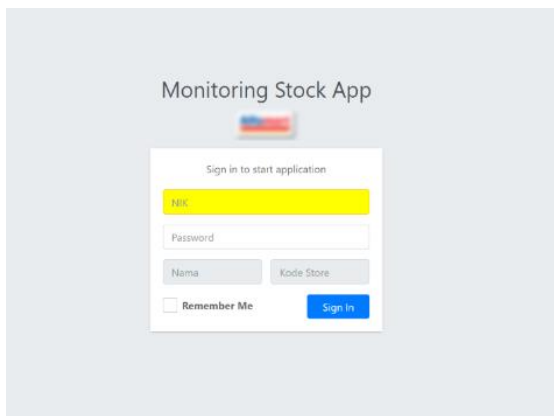 Monitoring Stock App
Sign in to start application
NIK
Password
Nama Kode Store
Remember Me Sign In